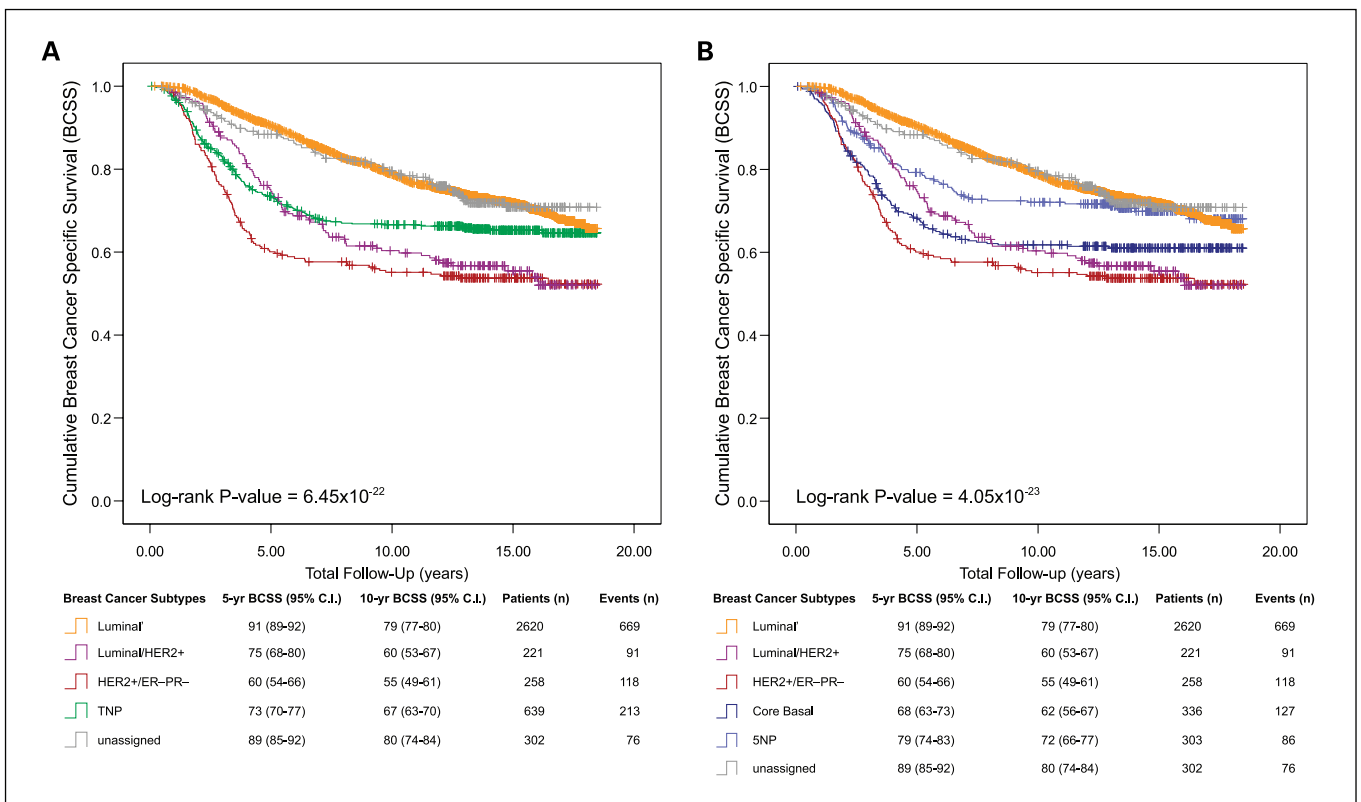 A
Cumulative Breast Cancer Specific Survival (BCSS)
1.0
0.8
0.6
0.4
0.2
0.0
Log-rank P-value = 6.45x10-22
0.00 5.00 10.00 15.00 20.00
Total Follow-Up (years)
Breast Cancer Subtypes 5-yr BCSS (95% C.I.) 10-yr BCSS (95% C.I.) Patients (n) Events (n)
Luminal' 91 (89-92) 79 (77-80) 2620 669
Luminal/HER2+ 75 (68-80) 60 (53-67) 221 91
HER2+/ER–PR– 60 (54-66) 55 (49-61) 258 118
TNP 73 (70-77) 67 (63-70) 639 213
unassigned 89 (85-92) 80 (74-84) 302 76
B
Cumulative Breast Cancer Specific Survival (BCSS)
1.0
0.8
0.6
0.4
0.2
0.0
Log-rank P-value = 4.05x10-23
0.00 5.00 10.00 15.00 20.00
Total Follow-Up (years)
Breast Cancer Subtypes 5-yr BCSS (95% C.I.) 10-yr BCSS (95% C.I.) Patients (n) Events (n)
Luminal' 91 (89-92) 79 (77-80) 2620 669
Luminal/HER2+ 75 (68-80) 60 (53-67) 221 91
HER2+/ER–PR– 60 (54-66) 55 (49-61) 258 118
Core Basal 68 (63-73) 62 (56-67) 336 127
5NP 79 (74-83) 72 (66-77) 303 86
unassigned 89 (85-92) 80 (74-84) 302 76